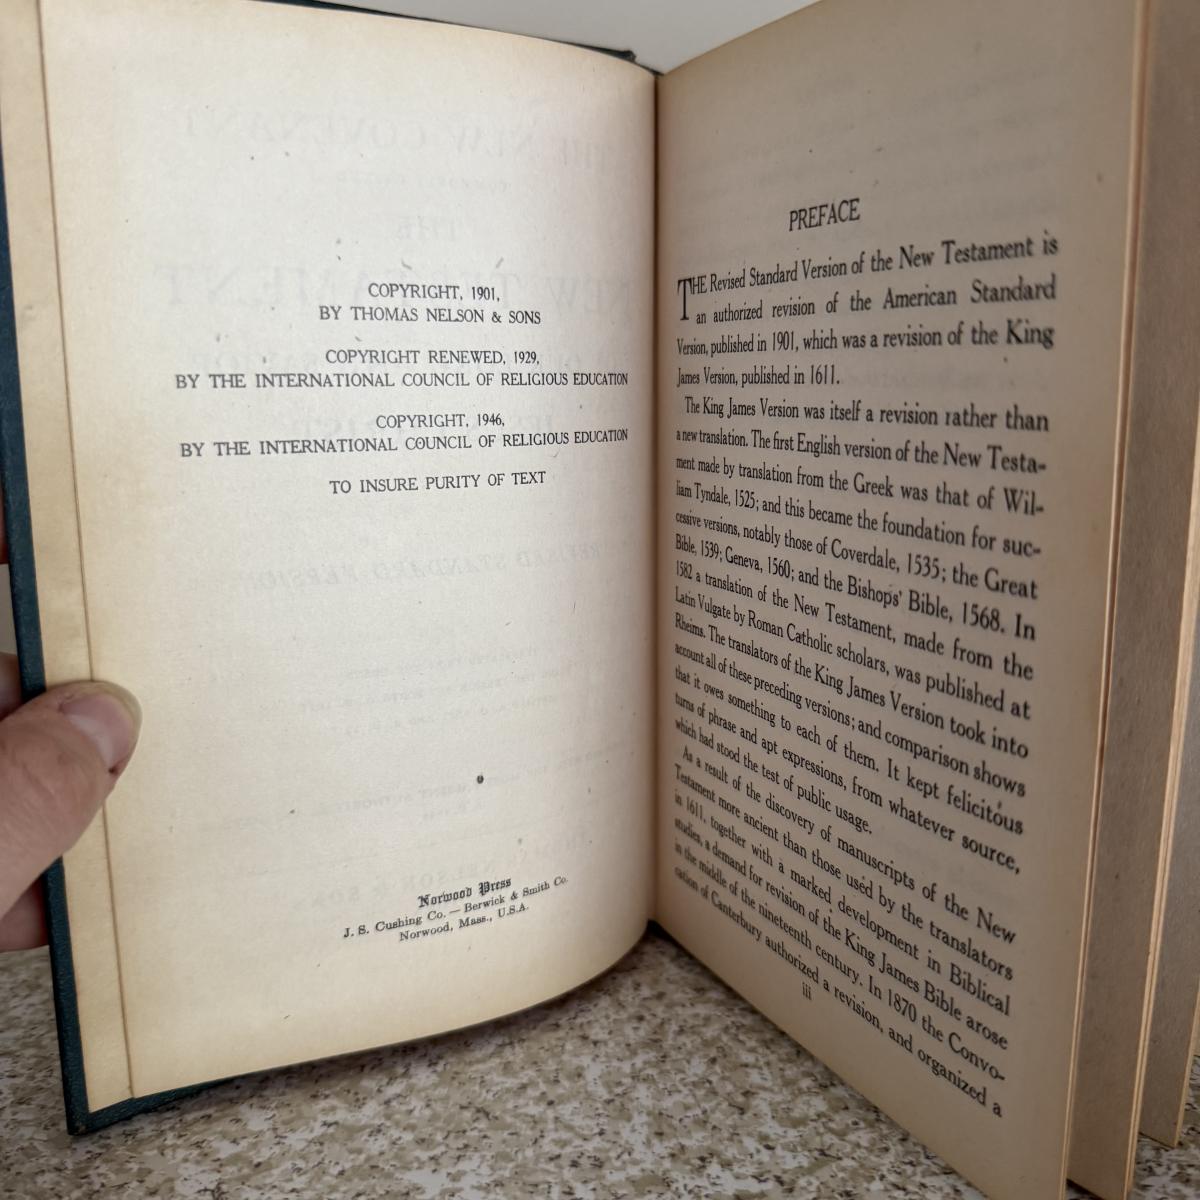 COPYRIGHT, 1901,
BY THOMAS NELSON & SONS
COPYRIGHT RENEWED, 1929,
BY THE INTERNATIONAL COUNCIL OF RELIGIOUS EDUCATION
COPYRIGHT, 1946,
BY THE INTERNATIONAL COUNCIL OF RELIGIOUS EDUCATION
TO INSURE PURITY OF TEXT
Norwood Press
J. S. Cushing Co. — Berwick & Smith Co.
Norwood, Mass., U.S.A.
PREFACE
THE Revised Standard Version of the New Testament is
an authorized revision of the American Standard
Version, published in 1901, which was a revision of the King
James Version, published in 1611.
The King James Version was itself a revision rather than
a new translation. The first English version of the New Testa-
ment made by translation from the Greek was that of Wil-
liam Tyndale, 1525; and this became the foundation for suc-
cessive versions, notably those of Coverdale, 1535; the Great
Bible, 1539; Geneva, 1560; and the Bishops' Bible, 1568. In
1582 a translation of the New Testament, made from the
Latin Vulgate by Roman Catholic scholars, was published at
Rheims. The translators of the King James Version took into
account all of these preceding versions; and comparison shows
that it owes something to each of them. It kept felicitous
turns of phrase and apt expressions, from whatever source,
which had stood the test of public usage.
As a result of the discovery of manuscripts of the New
Testament more ancient than those used by the translators
in 1611, together with a marked development in Biblical
studies, a demand for revision of the King James Bible arose
in the middle of the nineteenth century. In 1870 the Convo-
cation of Canterbury authorized a revision, and organized a
iii